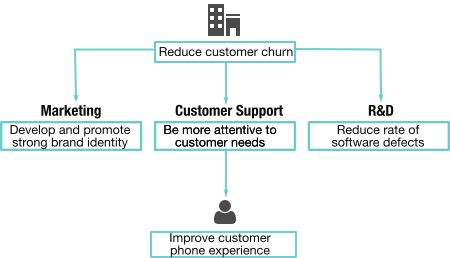 Reduce customer churn
Marketing
Develop and promote
strong brand identity
Customer Support
Be more attentive to
customer needs
R&D
Reduce rate of
software defects
Improve customer
phone experience